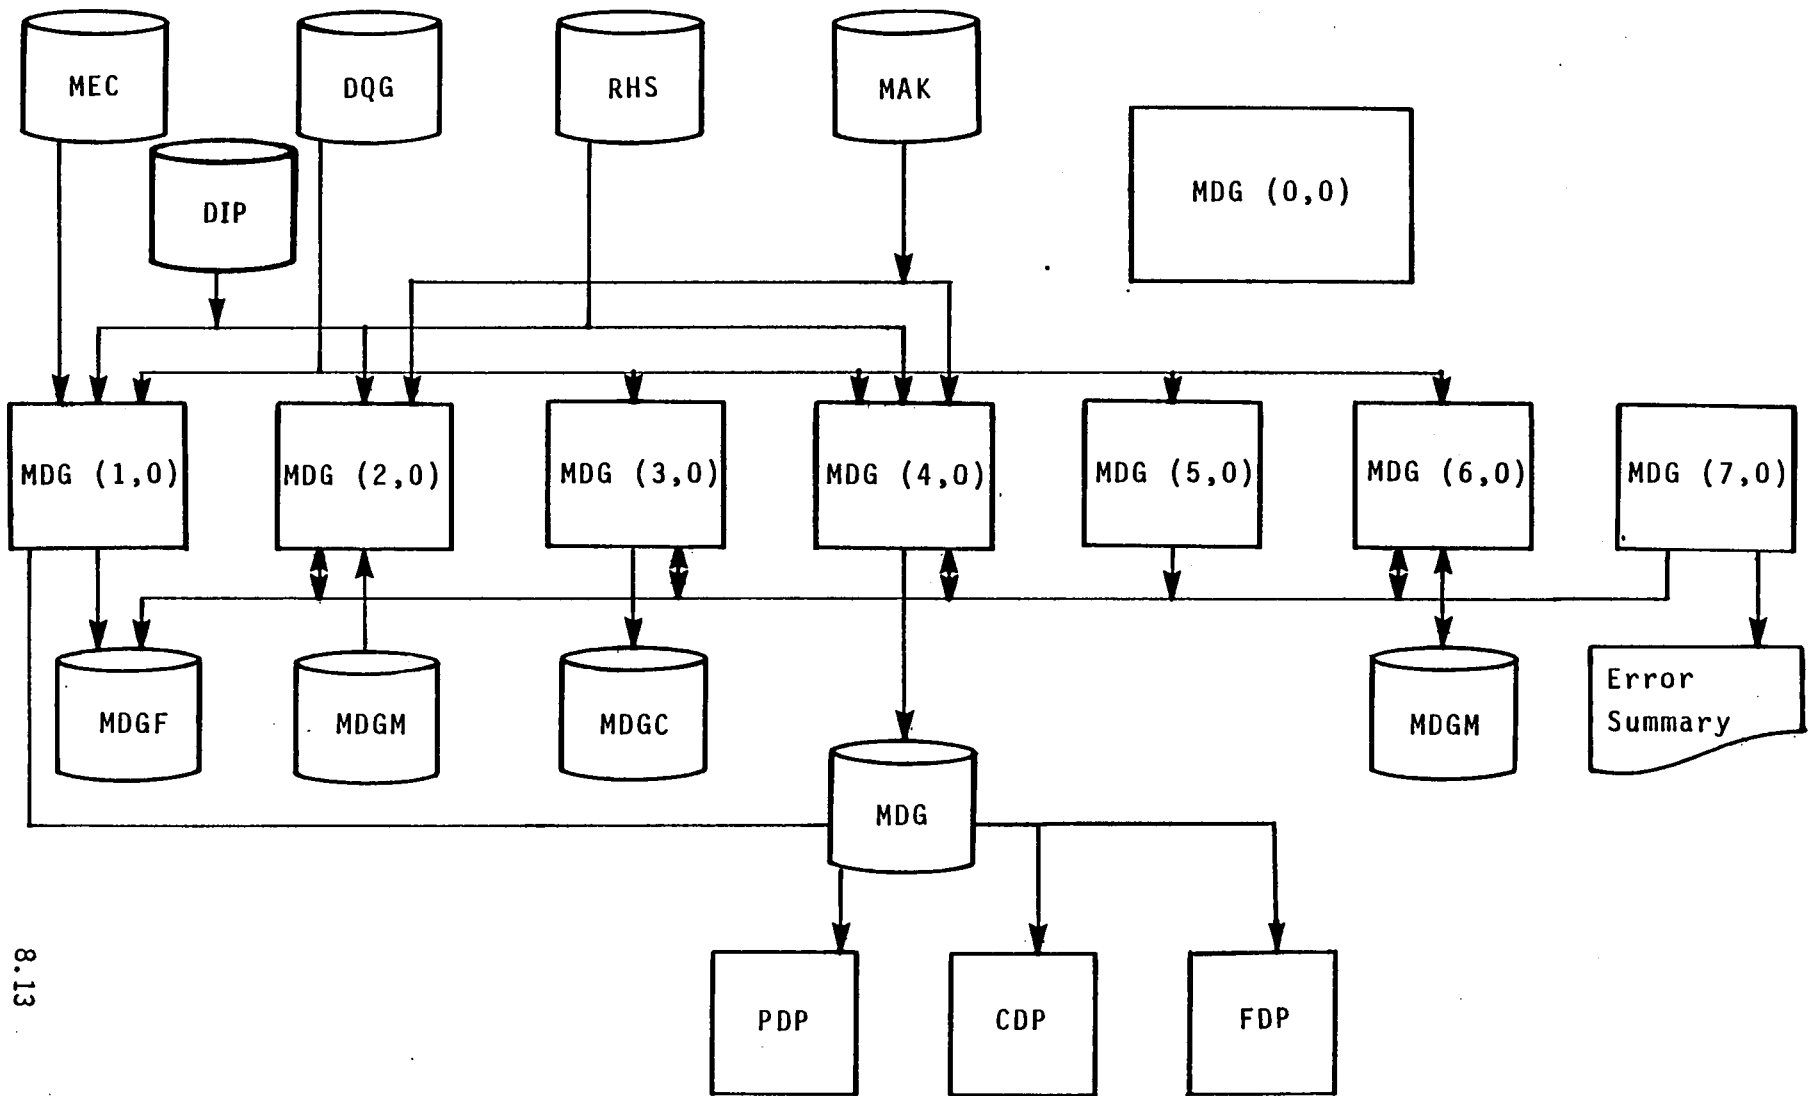 MEC
DQG
RHS
MAK
DIP
MDG (0,0)
MDG (1,0)
MDG (2,0)
MDG (3,0)
MDG (4,0)
MDG (5,0)
MDG (6,0)
MDG (7,0)
MDGF
MDGM
MDGC
MDGM
Error
Summary
MDG
PDP
CDP
FDP
8.13